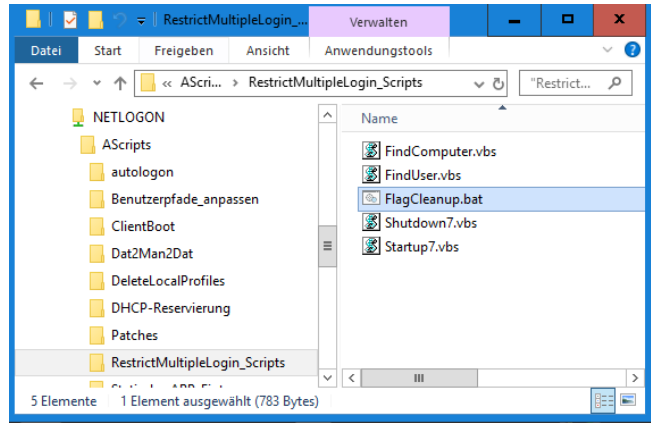 RestrictMultipleLogin_...
Verwalten
Datei Start Freigeben Ansicht Anwendungstools
« AScri... › RestrictMultipleLogin_Scripts
"Restrict...
NETLOGON
AScripts
autologon
Benutzerpfade_anpassen
ClientBoot
Dat2Man2Dat
DeleteLocalProfiles
DHCP-Reservierung
Patches
RestrictMultipleLogin_Scripts
Name
FindComputer.vbs
FindUser.vbs
FlagCleanup.bat
Shutdown7.vbs
Startup7.vbs
5 Elemente 1 Element ausgewählt (783 Bytes)